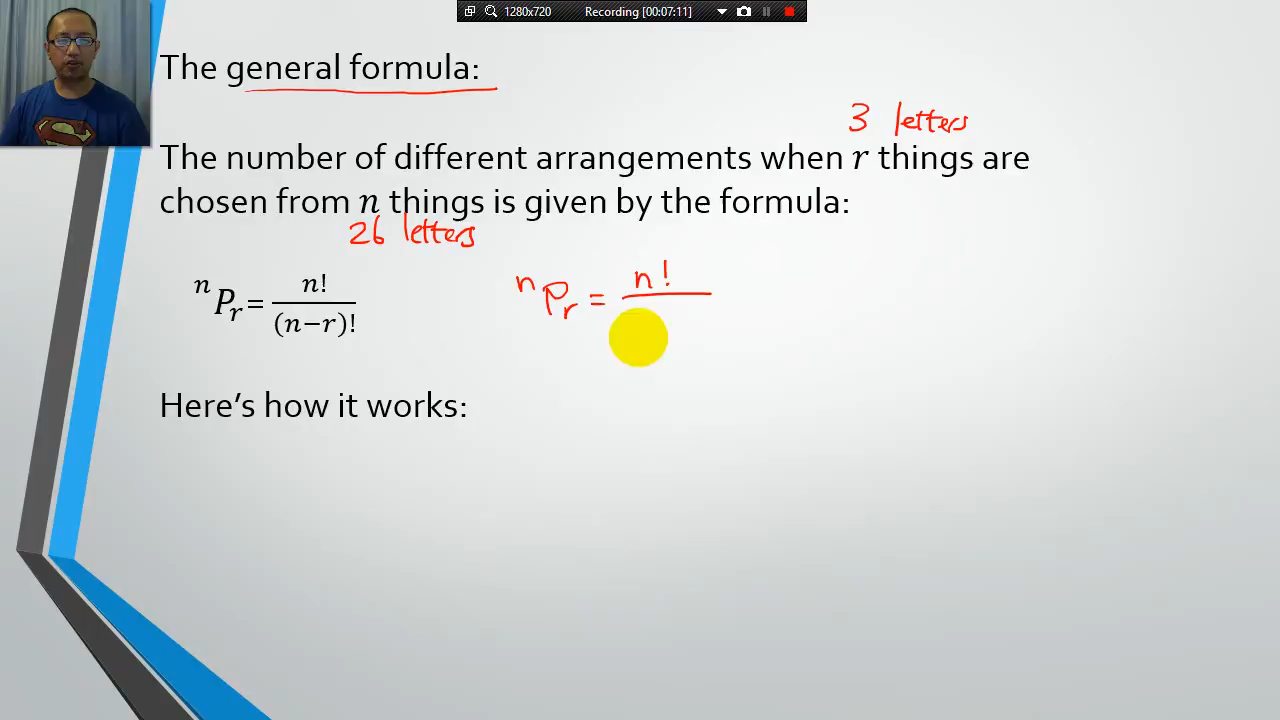 1280x720 Recording [00:07:11]
The general formula:
3 letters
The number of different arrangements when r things are
chosen from n things is given by the formula:
26 letters
ⁿPᵣ = n! / (n−r)!
ⁿPᵣ = n!
Here's how it works: